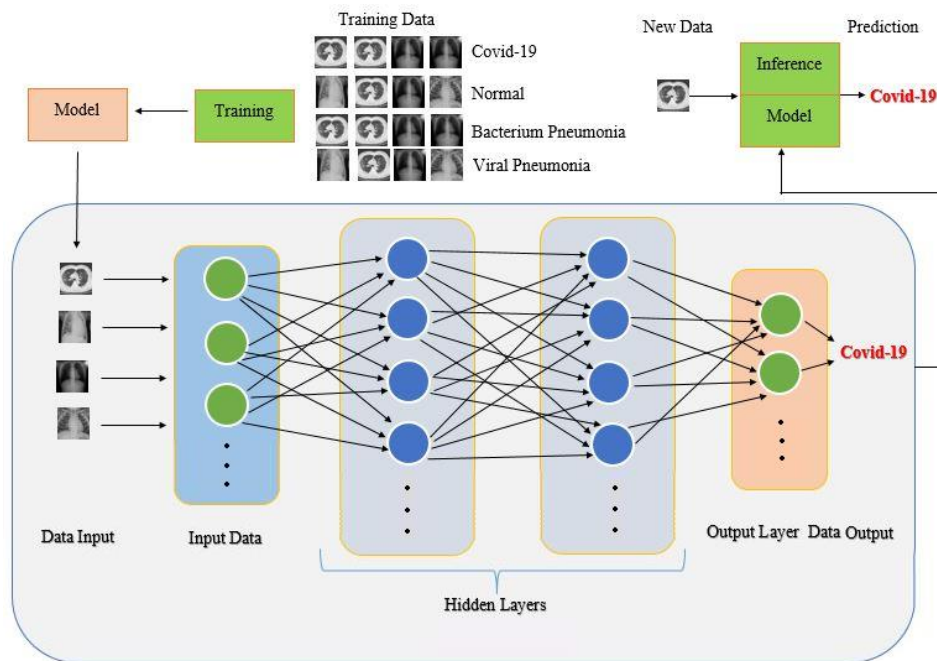 Training Data
Covid-19
Normal
Bacterium Pneumonia
Viral Pneumonia
Model
Training
New Data
Prediction
Inference
Model
Covid-19
Covid-19
Data Input
Input Data
Output Layer
Data Output
Hidden Layers